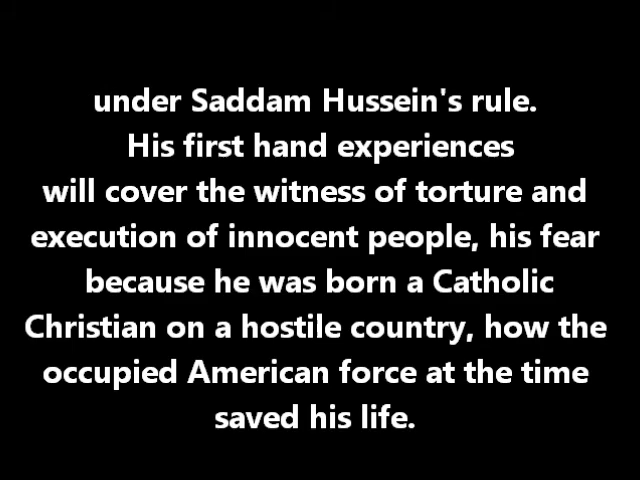 under Saddam Hussein's rule.
His first hand experiences
will cover the witness of torture and
execution of innocent people, his fear
because he was born a Catholic
Christian on a hostile country, how the
occupied American force at the time
saved his life.